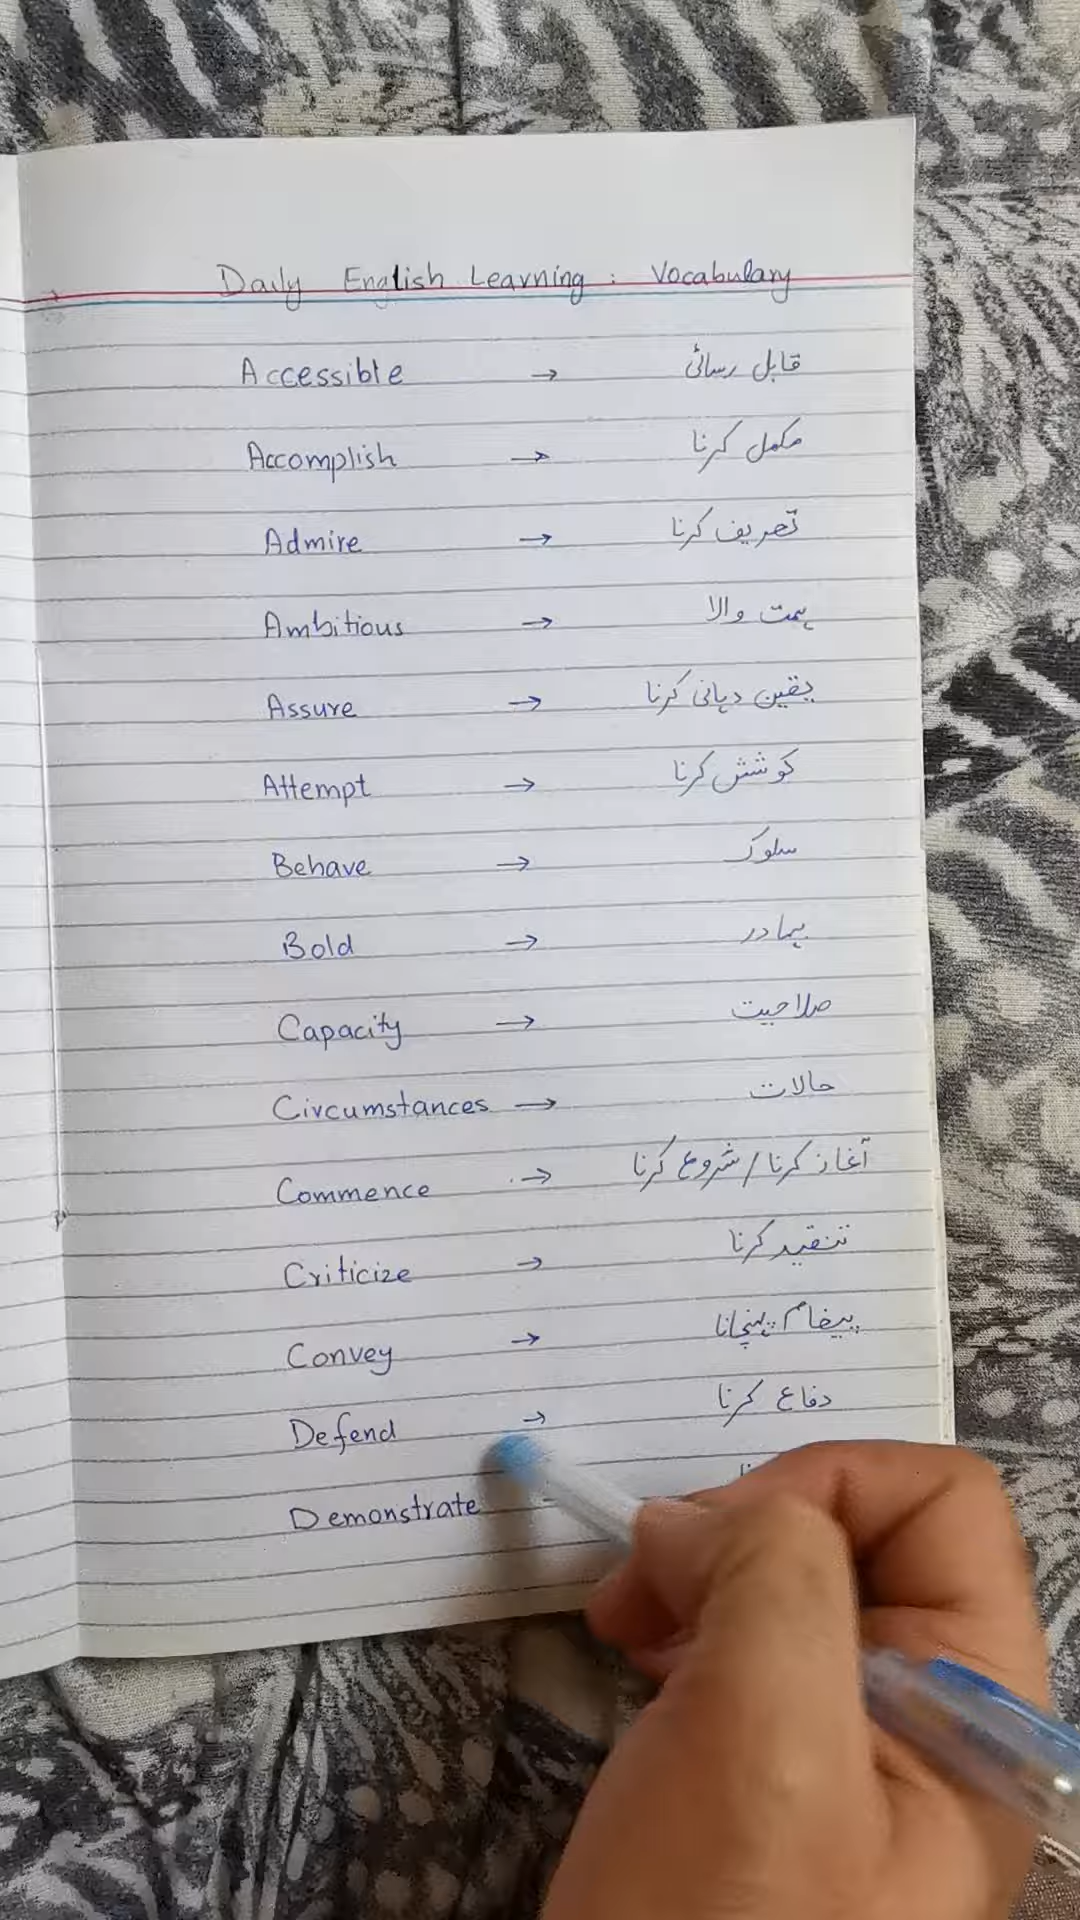 Daily English Learning : Vocabulary
Accessible → قابل رسائی
Accomplish → مکمل کرنا
Admire → تعریف کرنا
Ambitious → ہمت والا
Assure → یقین دہانی کرنا
Attempt → کوشش کرنا
Behave → سلوک
Bold → بہادر
Capacity → صلاحیت
Circumstances → حالات
Commence → آغاز کرنا / شروع کرنا
Criticize → تنقید کرنا
Convey → پیغام پہنچانا
Defend → دفاع کرنا
Demonstrate